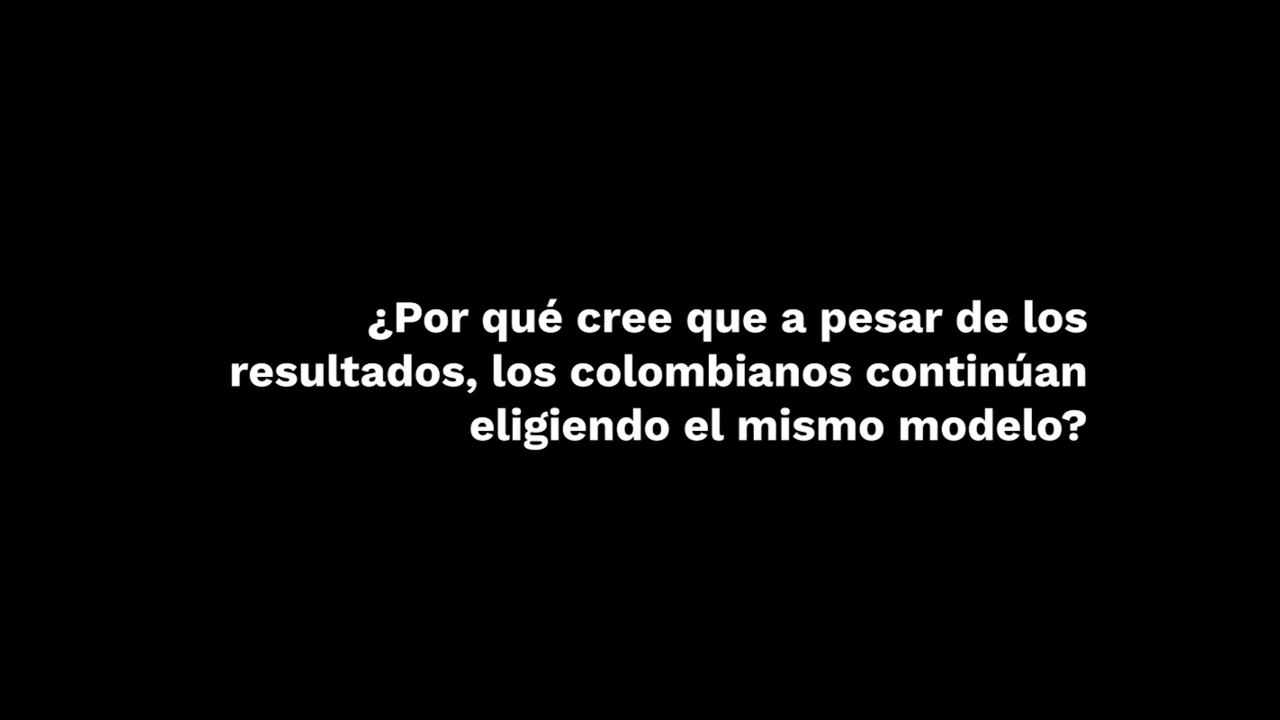 ¿Por qué cree que a pesar de los
resultados, los colombianos continúan
eligiendo el mismo modelo?